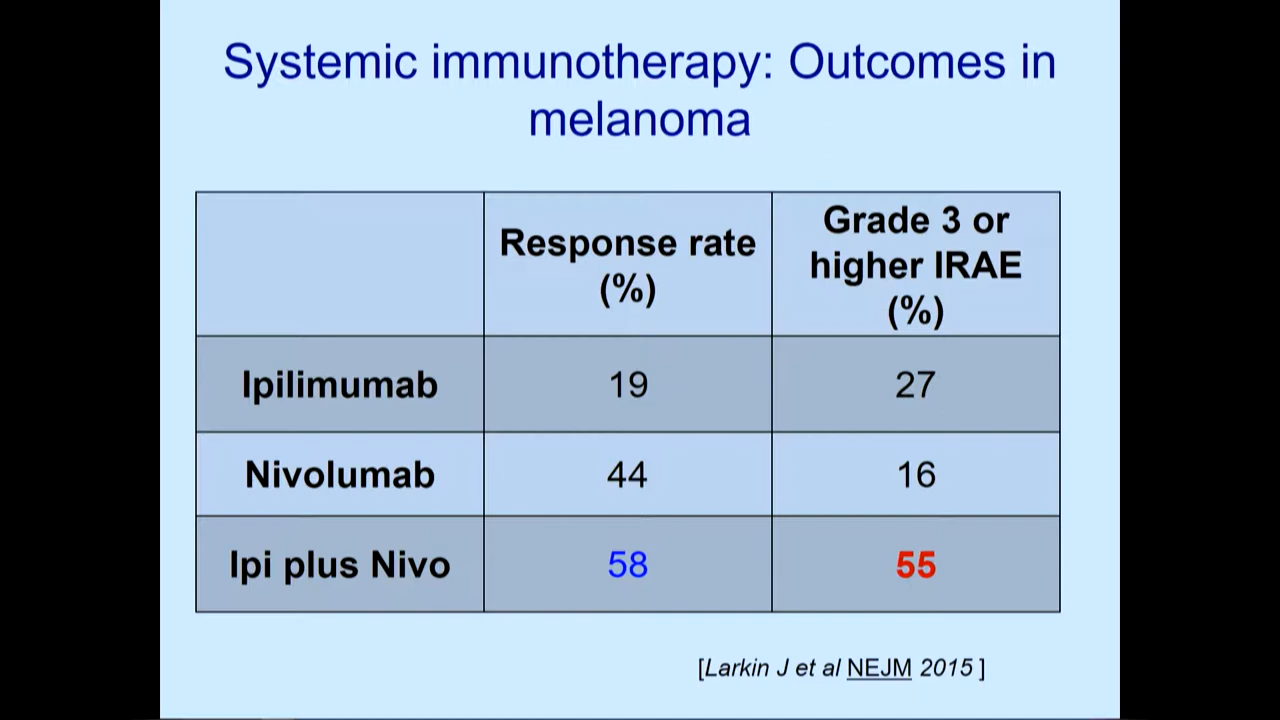 Systemic immunotherapy: Outcomes in
melanoma
Response rate
(%)
Grade 3 or
higher IRAE
(%)
Ipilimumab 19 27
Nivolumab 44 16
Ipi plus Nivo 58 55
[Larkin J et al NEJM 2015 ]